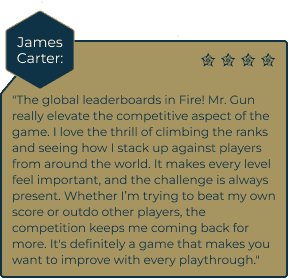 James
Carter:
"The global leaderboards in Fire! Mr. Gun
really elevate the competitive aspect of the
game. I love the thrill of climbing the ranks
and seeing how I stack up against players
from around the world. It makes every level
feel important, and the challenge is always
present. Whether I'm trying to beat my own
score or outdo other players, the
competition keeps me coming back for
more. It's definitely a game that makes you
want to improve with every playthrough."